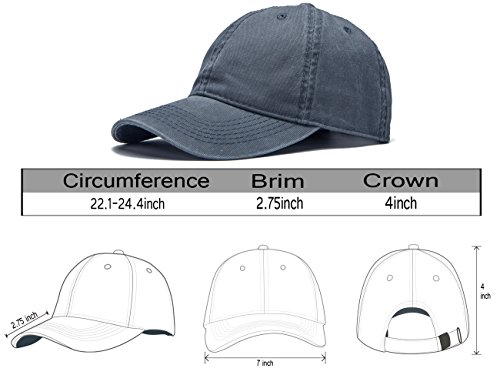 Circumference Brim Crown
22.1-24.4inch 2.75inch 4inch
2.75 inch
7 inch
4
inch